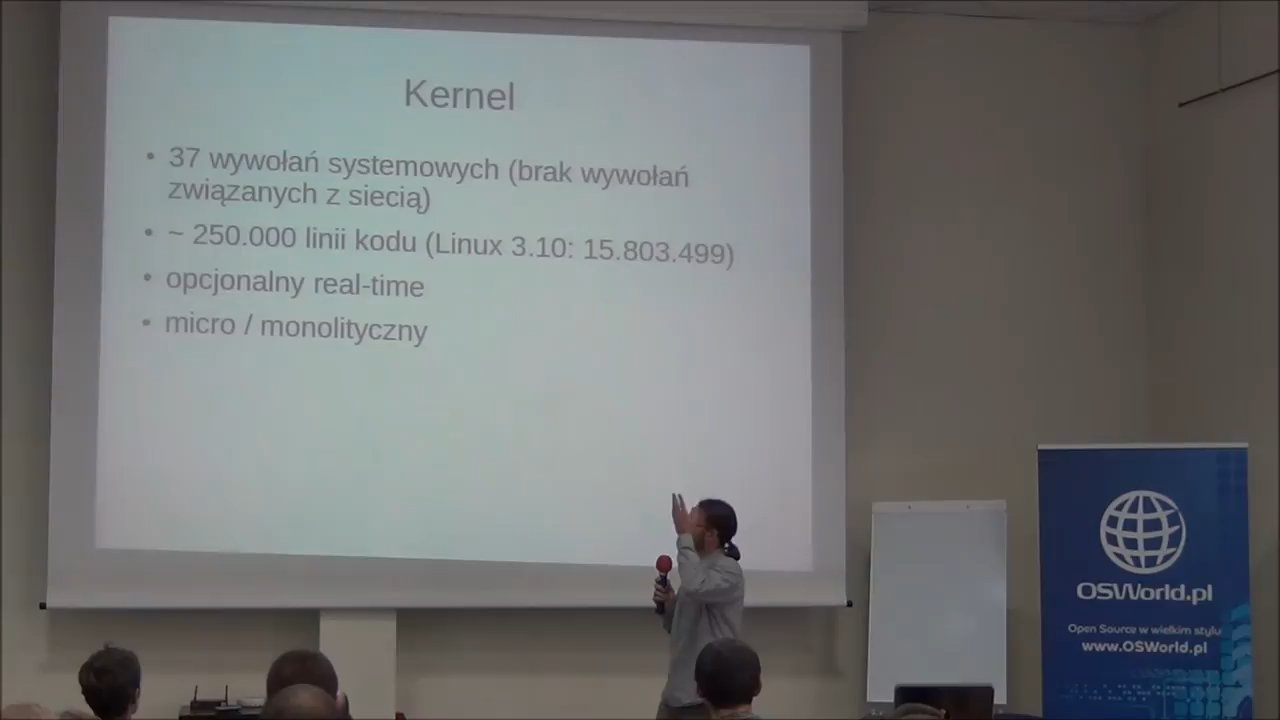 Kernel
• 37 wywołań systemowych (brak wywołań
związanych z siecią)
• ~ 250.000 linii kodu (Linux 3.10: 15.803.499)
• opcjonalny real-time
• micro / monolityczny
OSWorld.pl
Open Source w wielkim stylu
www.OSWorld.pl